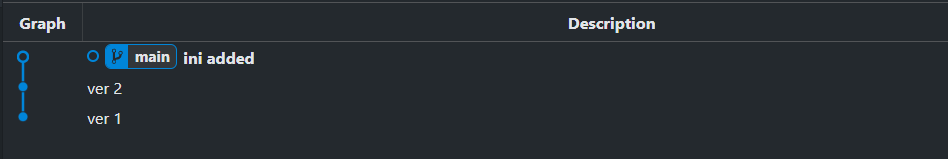 Graph Description
main ini added
ver 2
ver 1